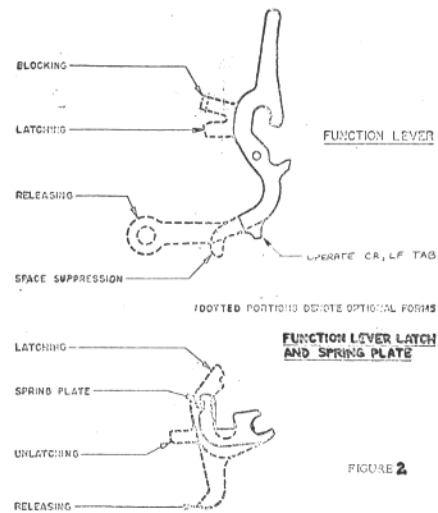 BLOCKING
LATCHING
FUNCTION LEVER
RELEASING
OPERATE CR, LF TAB
SPACE SUPPRESSION
(DOTTED PORTIONS DENOTE OPTIONAL FORMS
FUNCTION LEVER LATCH
AND SPRING PLATE
LATCHING
SPRING PLATE
UNLATCHING
FIGURE 2
RELEASING